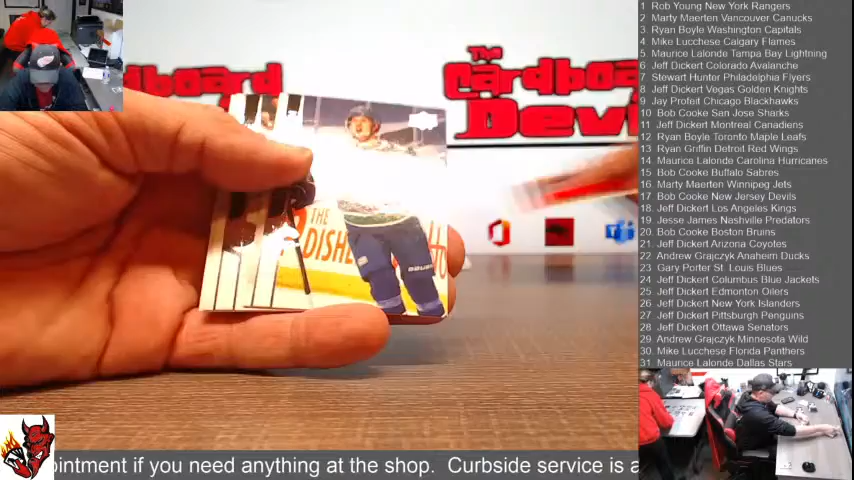 1 Rob Young New York Rangers
2 Marty Maerten Vancouver Canucks
3 Ryan Boyle Washington Capitals
4 Mike Lucchese Calgary Flames
5 Maurice Lalonde Tampa Bay Lightning
6 Jeff Dickert Colorado Avalanche
7 Stewart Hunter Philadelphia Flyers
8 Jeff Dickert Vegas Golden Knights
9 Jay Profeit Chicago Blackhawks
10 Bob Cooke San Jose Sharks
11 Jeff Dickert Montreal Canadiens
12 Ryan Boyle Toronto Maple Leafs
13 Ryan Griffin Detroit Red Wings
14 Maurice Lalonde Carolina Hurricanes
15 Bob Cooke Buffalo Sabres
16 Marty Maerten Winnipeg Jets
17 Bob Cooke New Jersey Devils
18 Jeff Dickert Los Angeles Kings
19 Jesse James Nashville Predators
20 Bob Cooke Boston Bruins
21 Jeff Dickert Arizona Coyotes
22 Andrew Grajczyk Anaheim Ducks
23 Gary Porter St Louis Blues
24 Jeff Dickert Columbus Blue Jackets
25 Jeff Dickert Edmonton Oilers
26 Jeff Dickert New York Islanders
27 Jeff Dickert Pittsburgh Penguins
28 Jeff Dickert Ottawa Senators
29 Andrew Grajczyk Minnesota Wild
30 Mike Lucchese Florida Panthers
31 Maurice Lalonde Dallas Stars
The
Cardboa
Devi
dboard
THE
DISH
ointment if you need anything at the shop. Curbside service is a